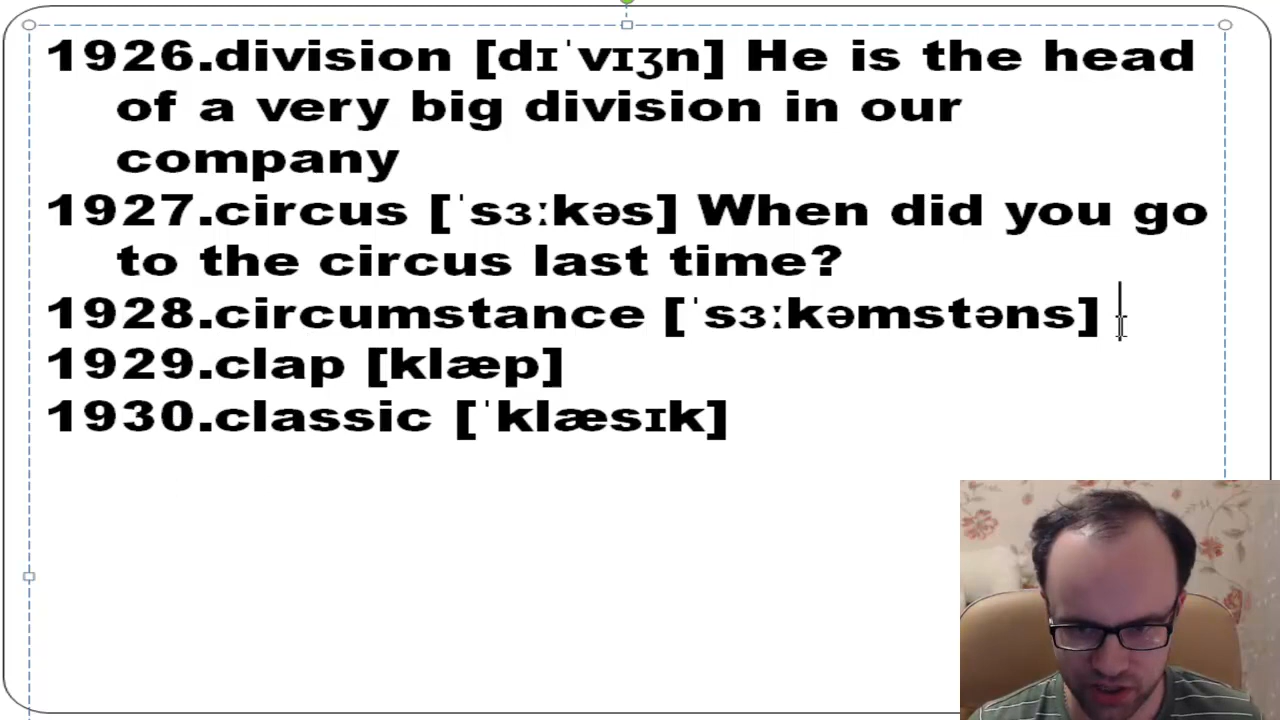 1926.division [dɪˈvɪʒn] He is the head
of a very big division in our
company
1927.circus [ˈsɜːkəs] When did you go
to the circus last time?
1928.circumstance [ˈsɜːkəmstəns]
1929.clap [klæp]
1930.classic [ˈklæsɪk]